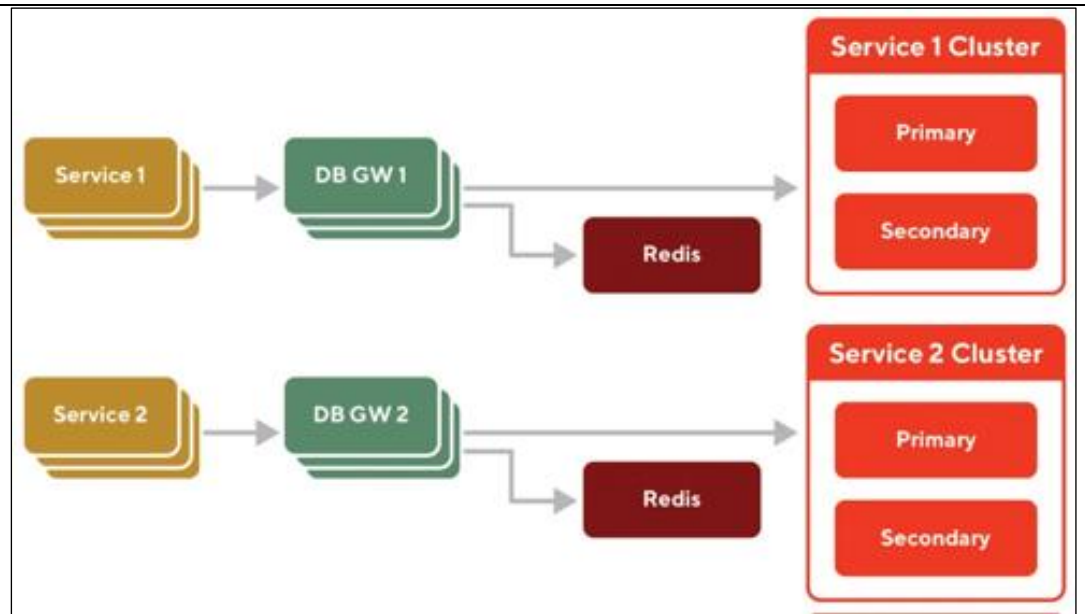 Service 1 Cluster
Primary
Service 1
DB GW 1
Secondary
Redis
Service 2 Cluster
Service 2
DB GW 2
Primary
Redis
Secondary